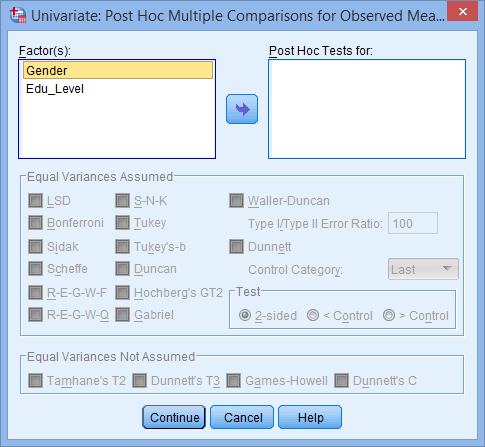 Univariate: Post Hoc Multiple Comparisons for Observed Mea...
Factor(s):
Post Hoc Tests for:
Gender
Edu_Level
Equal Variances Assumed
LSD
S-N-K
Waller-Duncan
Bonferroni
Tukey
Type I/Type II Error Ratio: 100
Sidak
Tukey's-b
Dunnett
Scheffe
Duncan
Control Category: Last
R-E-G-W-F
Hochberg's GT2
Test
R-E-G-W-Q
Gabriel
2-sided
< Control
> Control
Equal Variances Not Assumed
Tamhane's T2
Dunnett's T3
Games-Howell
Dunnett's C
Continue
Cancel
Help